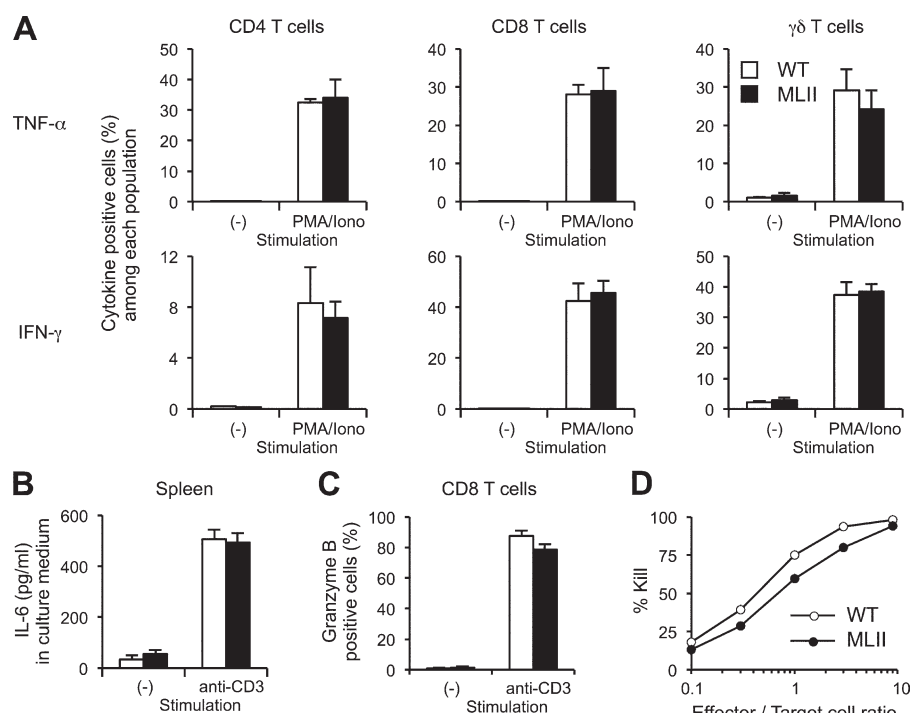 A
CD4 T cells
CD8 T cells
γδ T cells
TNF-α
IFN-γ
Cytokine positive cells (%)
among each population
50
40
30
20
10
0
(-) PMA/Iono
Stimulation
40
30
20
10
0
(-) PMA/Iono
Stimulation
40
30
20
10
0
WT
MLII
(-) PMA/Iono
Stimulation
12
8
4
0
(-) PMA/Iono
Stimulation
60
40
20
0
(-) PMA/Iono
Stimulation
50
40
30
20
10
0
(-) PMA/Iono
Stimulation
B
Spleen
IL-6 (pg/ml)
in culture medium
600
400
200
0
(-) anti-CD3
Stimulation
C
CD8 T cells
Granzyme B
positive cells (%)
100
80
60
40
20
0
(-) anti-CD3
Stimulation
D
% Kill
100
75
50
25
0
WT
MLII
0.1 1 10
Effector / Target cell ratio